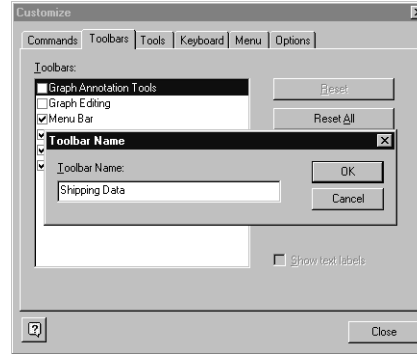 Customize
Commands Toolbars Tools Keyboard Menu Options
Toolbars:
Graph Annotation Tools
Graph Editing
Menu Bar
Reset
Reset All
Toolbar Name
Toolbar Name:
Shipping Data
OK
Cancel
Show text labels
?
Close